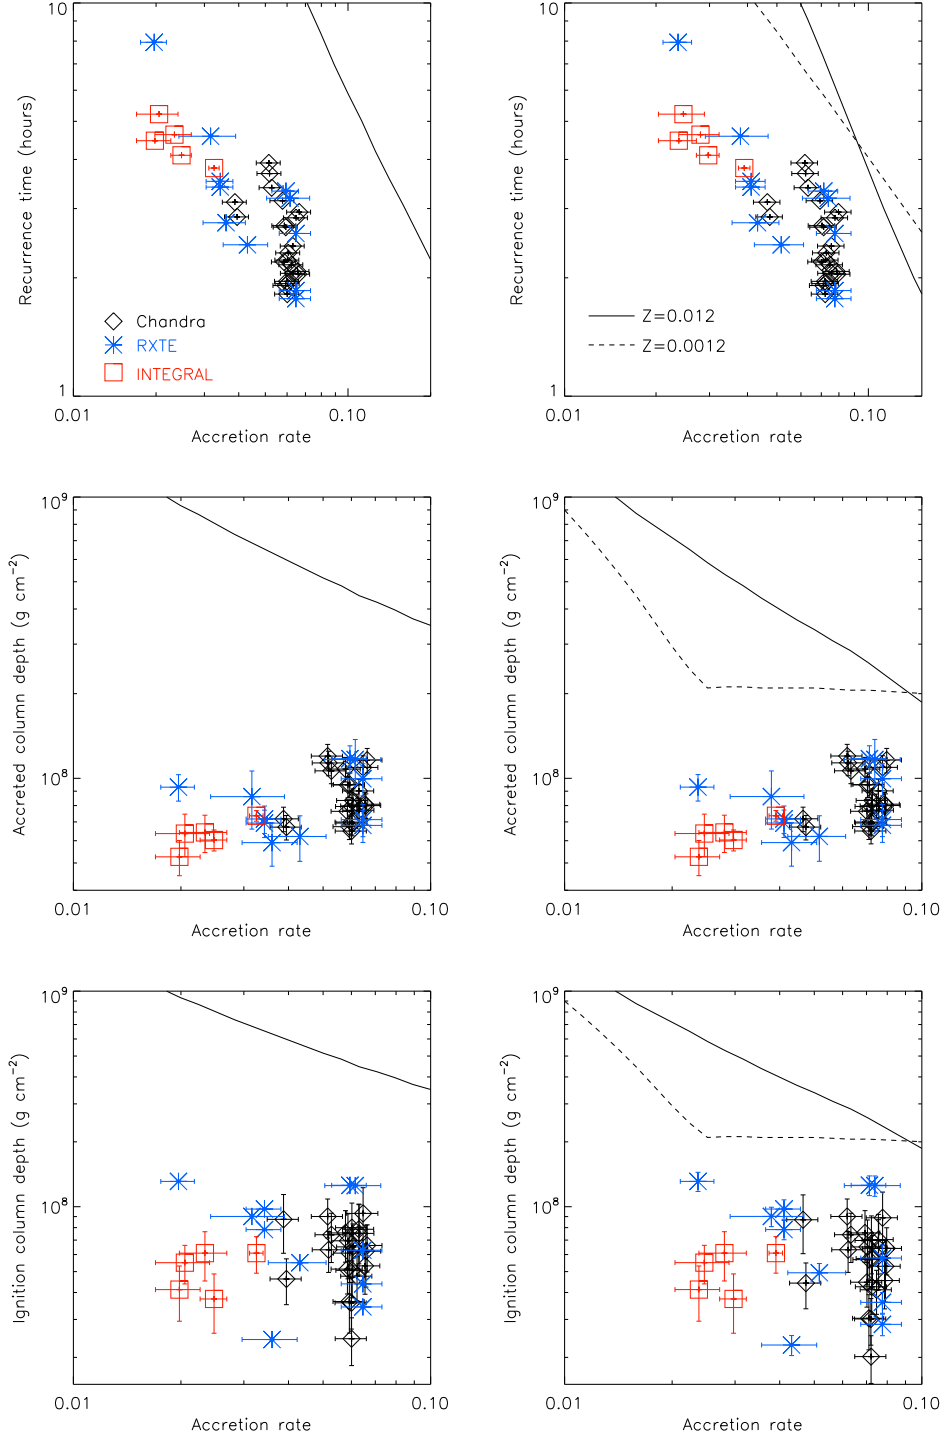 10
Recurrence time (hours)
1
0.01
0.10
Accretion rate
Chandra
RXTE
INTEGRAL
10
Recurrence time (hours)
1
0.01
0.10
Accretion rate
Z=0.012
Z=0.0012
10⁹
Accreted column depth (g cm⁻²)
10⁸
0.01
0.10
Accretion rate
10⁹
Accreted column depth (g cm⁻²)
10⁸
0.01
0.10
Accretion rate
10⁹
Ignition column depth (g cm⁻²)
10⁸
0.01
0.10
Accretion rate
10⁹
Ignition column depth (g cm⁻²)
10⁸
0.01
0.10
Accretion rate